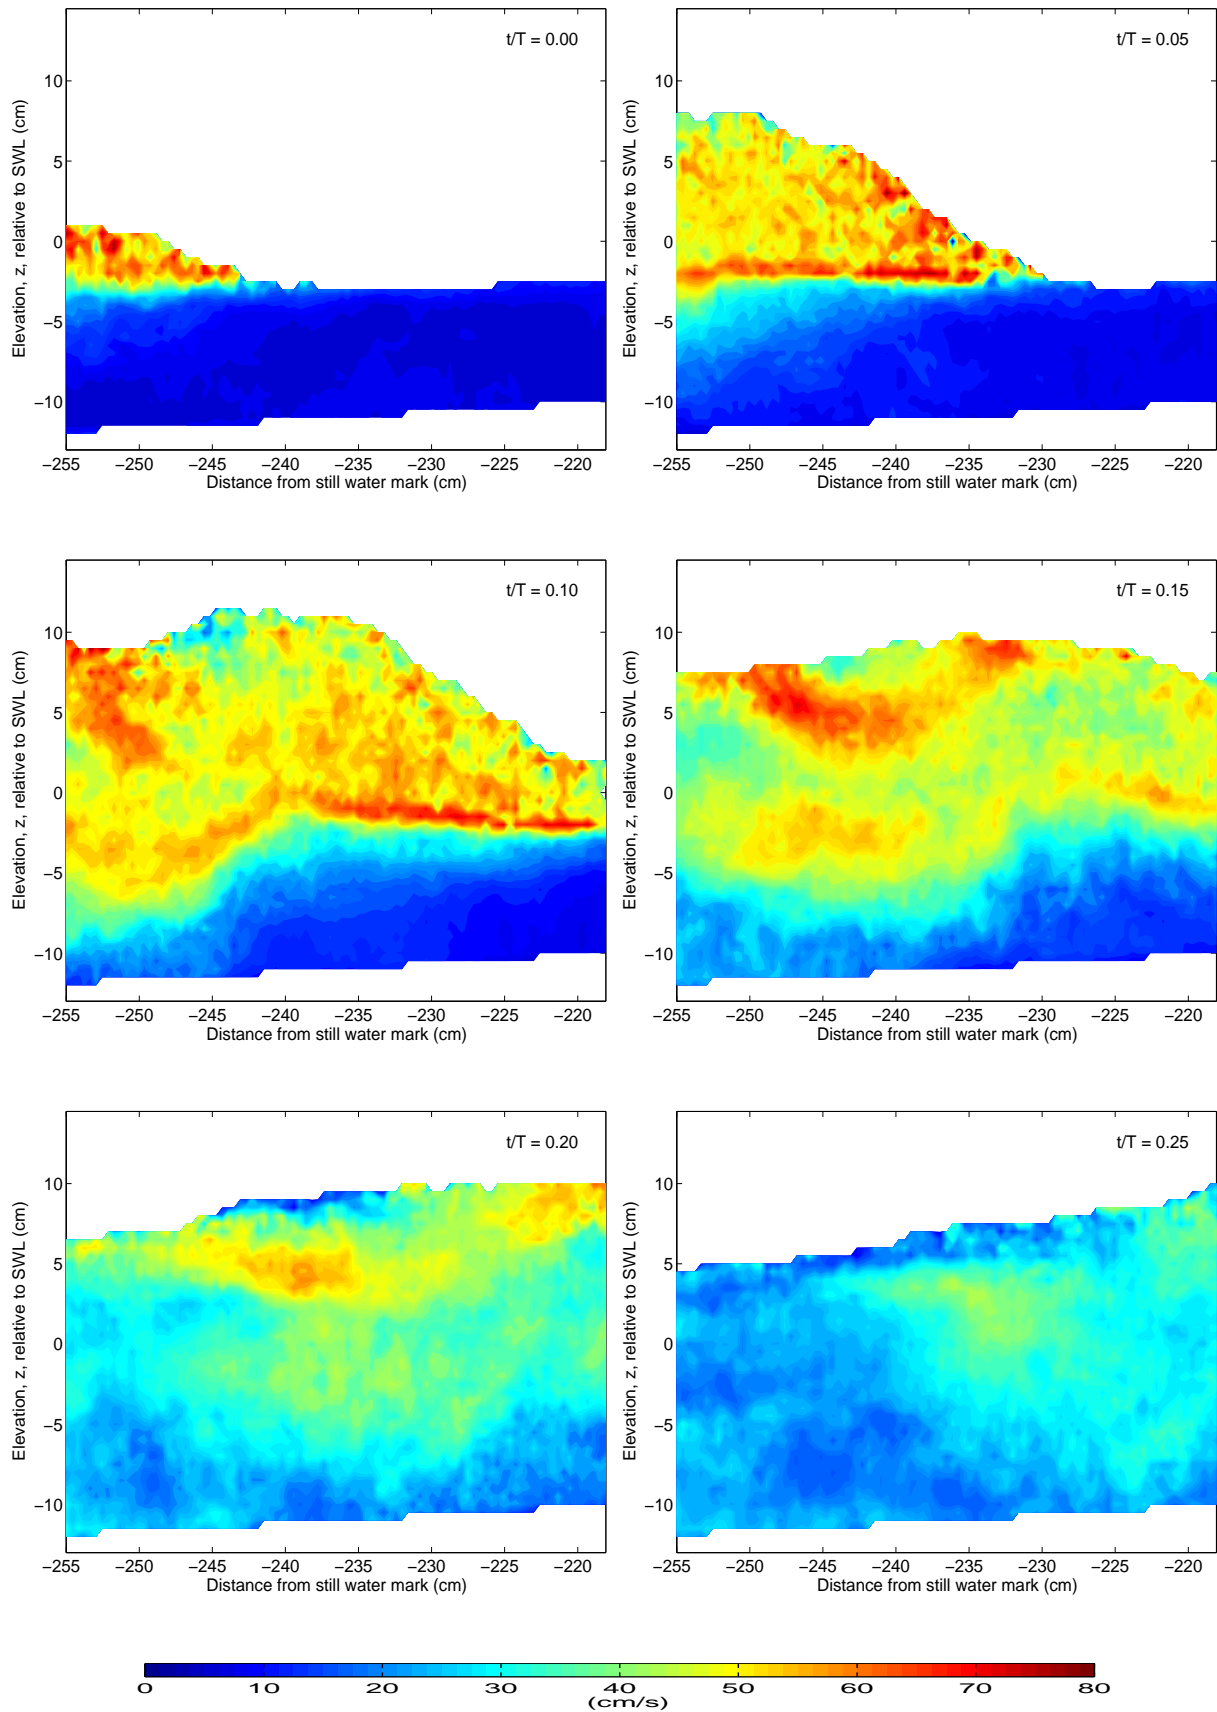 t/T = 0.00
10
5
0
−5
−10
Elevation, z, relative to SWL (cm)
−255 −250 −245 −240 −235 −230 −225 −220
Distance from still water mark (cm)
t/T = 0.05
10
5
0
−5
−10
Elevation, z, relative to SWL (cm)
−255 −250 −245 −240 −235 −230 −225 −220
Distance from still water mark (cm)
t/T = 0.10
10
5
0
−5
−10
Elevation, z, relative to SWL (cm)
−255 −250 −245 −240 −235 −230 −225 −220
Distance from still water mark (cm)
t/T = 0.15
10
5
0
−5
−10
Elevation, z, relative to SWL (cm)
−255 −250 −245 −240 −235 −230 −225 −220
Distance from still water mark (cm)
t/T = 0.20
10
5
0
−5
−10
Elevation, z, relative to SWL (cm)
−255 −250 −245 −240 −235 −230 −225 −220
Distance from still water mark (cm)
t/T = 0.25
10
5
0
−5
−10
Elevation, z, relative to SWL (cm)
−255 −250 −245 −240 −235 −230 −225 −220
Distance from still water mark (cm)
0 10 20 30 40 50 60 70 80
(cm/s)